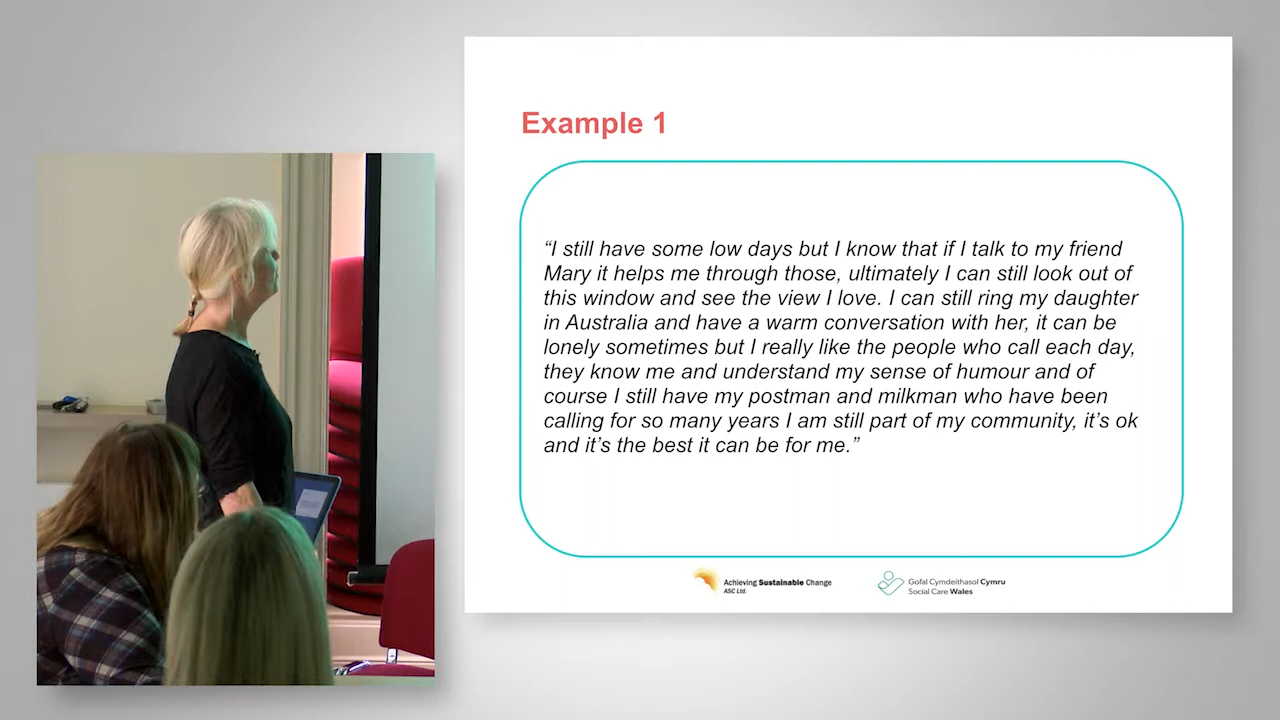 Example 1
“I still have some low days but I know that if I talk to my friend
Mary it helps me through those, ultimately I can still look out of
this window and see the view I love. I can still ring my daughter
in Australia and have a warm conversation with her, it can be
lonely sometimes but I really like the people who call each day,
they know me and understand my sense of humour and of
course I still have my postman and milkman who have been
calling for so many years I am still part of my community, it’s ok
and it’s the best it can be for me.”
Achieving Sustainable Change
ASC Ltd.
Gofal Cymdeithasol Cymru
Social Care Wales